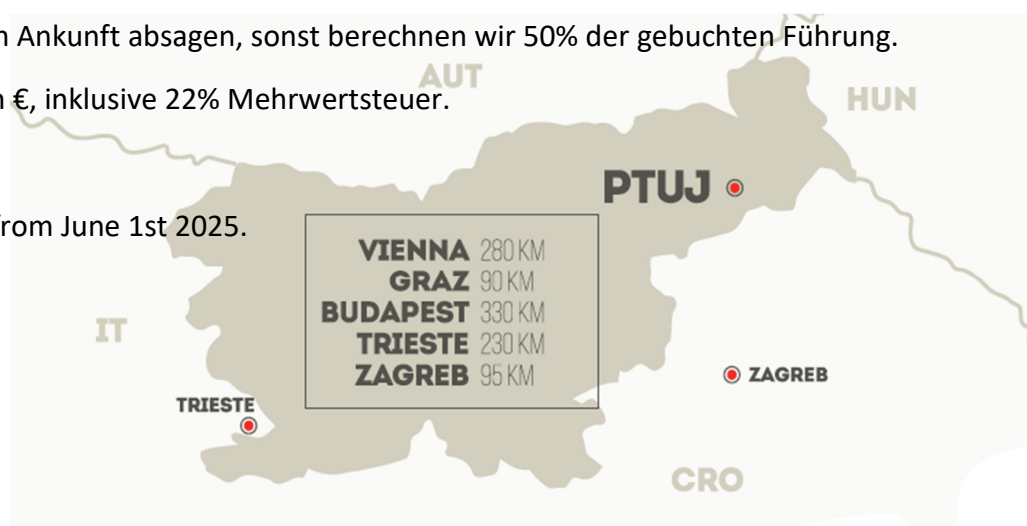 Ankunft absagen, sonst berechnen wir 50% der gebuchten Führung.
AUT
€, inklusive 22% Mehrwertsteuer.
HUN
PTUJ
from June 1st 2025.
VIENNA 280 KM
GRAZ 90 KM
BUDAPEST 330 KM
TRIESTE 230 KM
ZAGREB 95 KM
IT
ZAGREB
TRIESTE
CRO